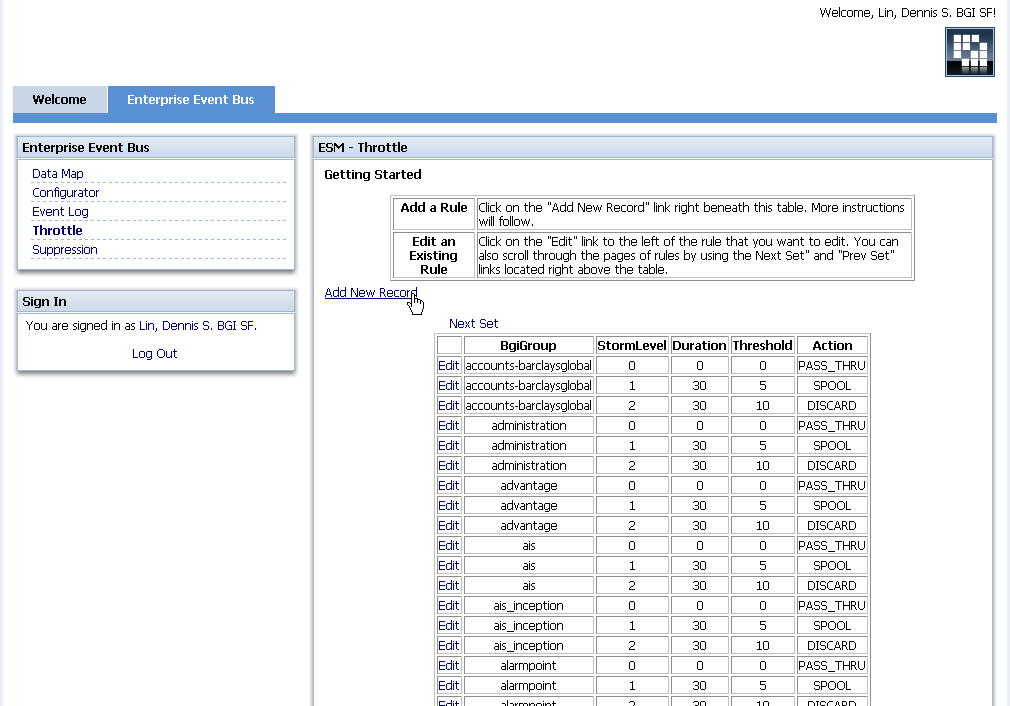 Welcome, Lin, Dennis S. BGI SF!
Welcome
Enterprise Event Bus
Enterprise Event Bus
Data Map
Configurator
Event Log
Throttle
Suppression
Sign In
You are signed in as Lin, Dennis S. BGI SF.
Log Out
ESM - Throttle
Getting Started
Add a Rule Click on the "Add New Record" link right beneath this table. More instructions
will follow.
Edit an Click on the "Edit" link to the left of the rule that you want to edit. You can
Existing also scroll through the pages of rules by using the Next Set" and "Prev Set"
Rule links located right above the table.
Add New Record
Next Set
BgiGroup StormLevel Duration Threshold Action
Edit accounts-barclaysglobal 0 0 0 PASS_THRU
Edit accounts-barclaysglobal 1 30 5 SPOOL
Edit accounts-barclaysglobal 2 30 10 DISCARD
Edit administration 0 0 0 PASS_THRU
Edit administration 1 30 5 SPOOL
Edit administration 2 30 10 DISCARD
Edit advantage 0 0 0 PASS_THRU
Edit advantage 1 30 5 SPOOL
Edit advantage 2 30 10 DISCARD
Edit ais 0 0 0 PASS_THRU
Edit ais 1 30 5 SPOOL
Edit ais 2 30 10 DISCARD
Edit ais_inception 0 0 0 PASS_THRU
Edit ais_inception 1 30 5 SPOOL
Edit ais_inception 2 30 10 DISCARD
Edit alarmpoint 0 0 0 PASS_THRU
Edit alarmpoint 1 30 5 SPOOL
Edit alarmpoint 2 30 10 DISCARD